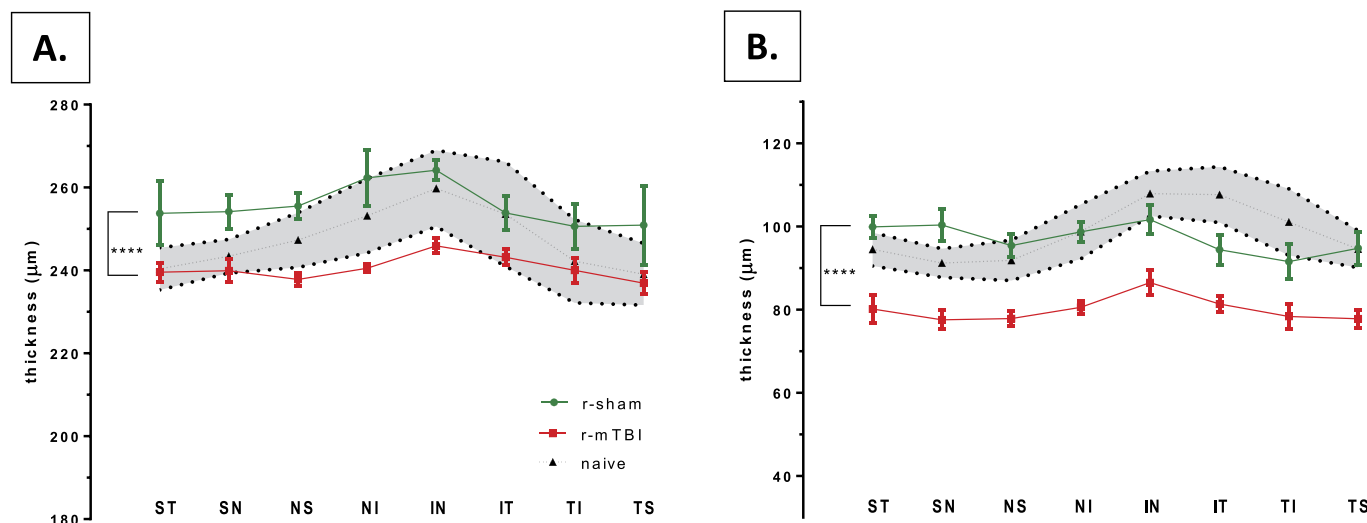 A.
280
260
240
220
200
180
thickness (μm)
****
r-sham
r-mTBI
naive
ST SN NS NI IN IT TI TS
B.
120
100
80
60
40
thickness (μm)
****
ST SN NS NI IN IT TI TS